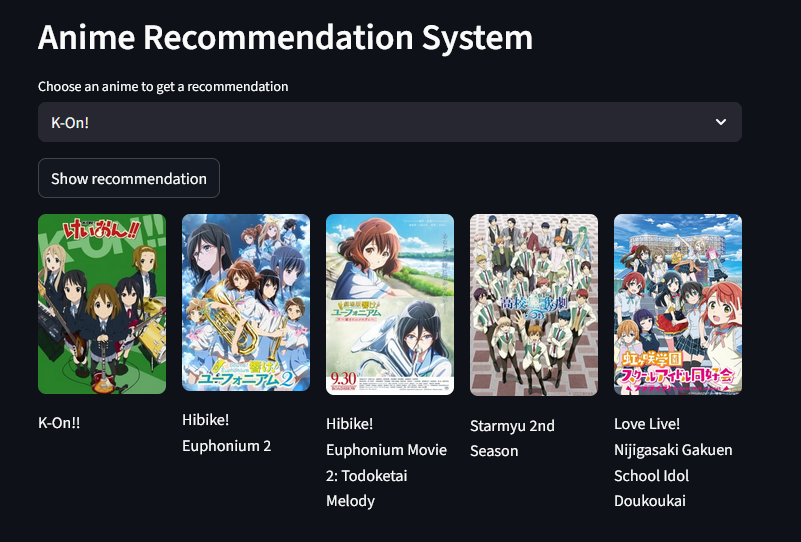 Anime Recommendation System
Choose an anime to get a recommendation
K-On!
Show recommendation
けいおん!!
K-ON!!
響け!
ユーフォニアム2
響け!
ユーフォニアム
9.30
高校歌劇
虹ヶ咲学園
スクールアイドル同好会
K-On!!
Hibike!
Euphonium 2
Hibike!
Euphonium Movie
2: Todoketai
Melody
Starmyu 2nd
Season
Love Live!
Nijigasaki Gakuen
School Idol
Doukoukai